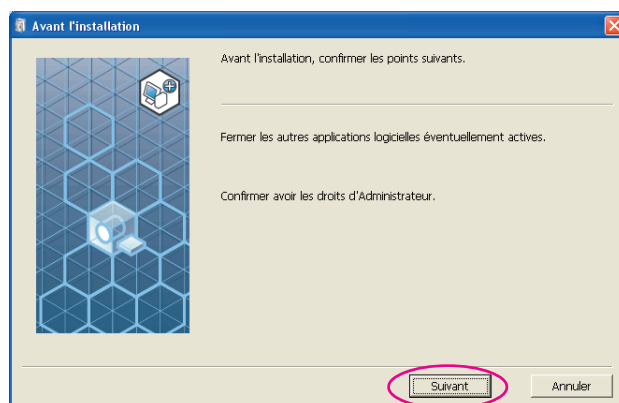 Avant l'installation
Avant l'installation, confirmer les points suivants.
Fermer les autres applications logicielles éventuellement actives.
Confirmer avoir les droits d'Administrateur.
Suivant
Annuler